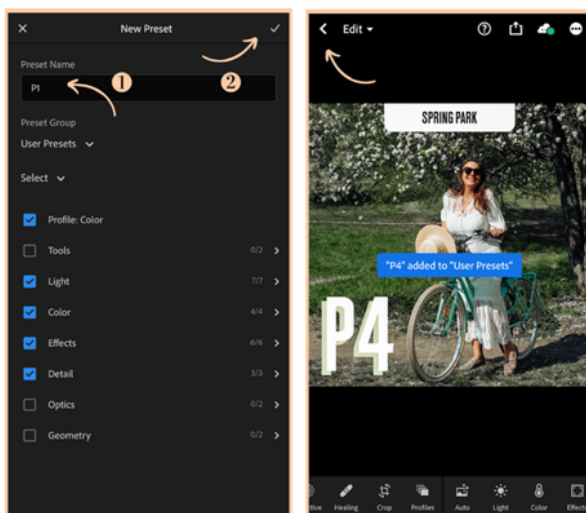 New Preset
Preset Name
P1
1
2
Preset Group
User Presets
Select
Profile: Color
Tools 0/2
Light 7/7
Color 4/4
Effects 6/6
Detail 3/3
Optics 0/2
Geometry 0/2
Edit
SPRING PARK
"P4" added to "User Presets"
P4
Healing Crop Profiles Auto Light Color